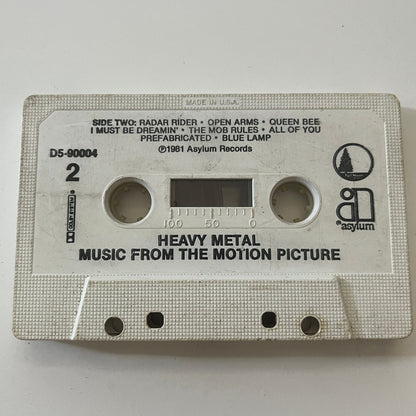 MADE IN U.S.A.
SIDE TWO: RADAR RIDER • OPEN ARMS • QUEEN BEE
I MUST BE DREAMIN' • THE MOB RULES • ALL OF YOU
PREFABRICATED • BLUE LAMP
D5-90004
℗1981 Asylum Records
2
asylum
100 50 0
HEAVY METAL
MUSIC FROM THE MOTION PICTURE